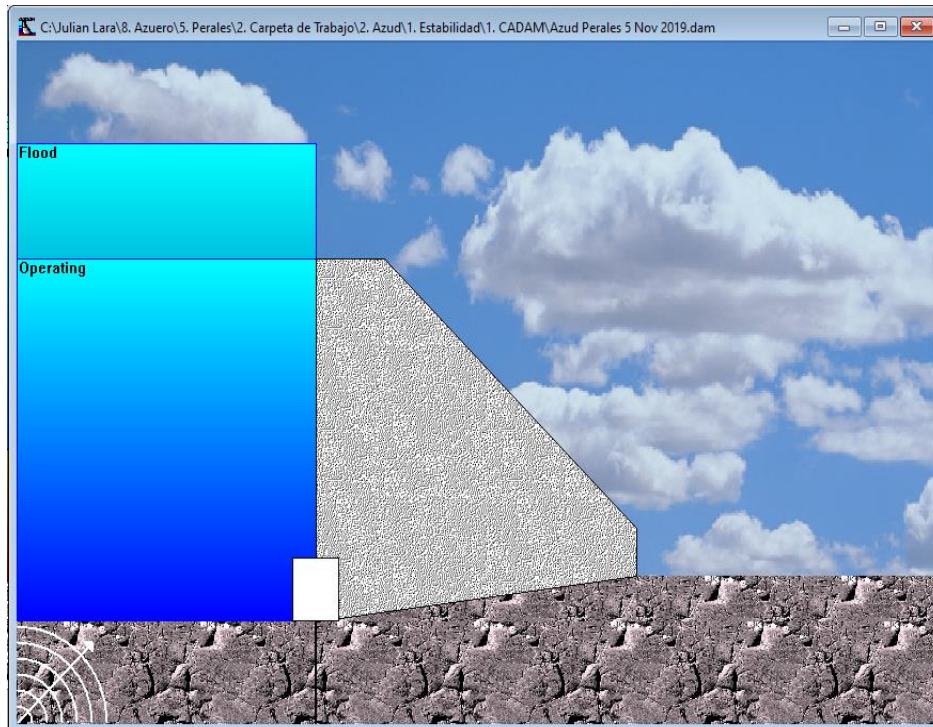 C:\Julian Lara\8. Azuero\5. Perales\2. Carpeta de Trabajo\2. Azud\1. Estabilidad\1. CADAM\Azud Perales 5 Nov 2019.dam
Flood
Operating